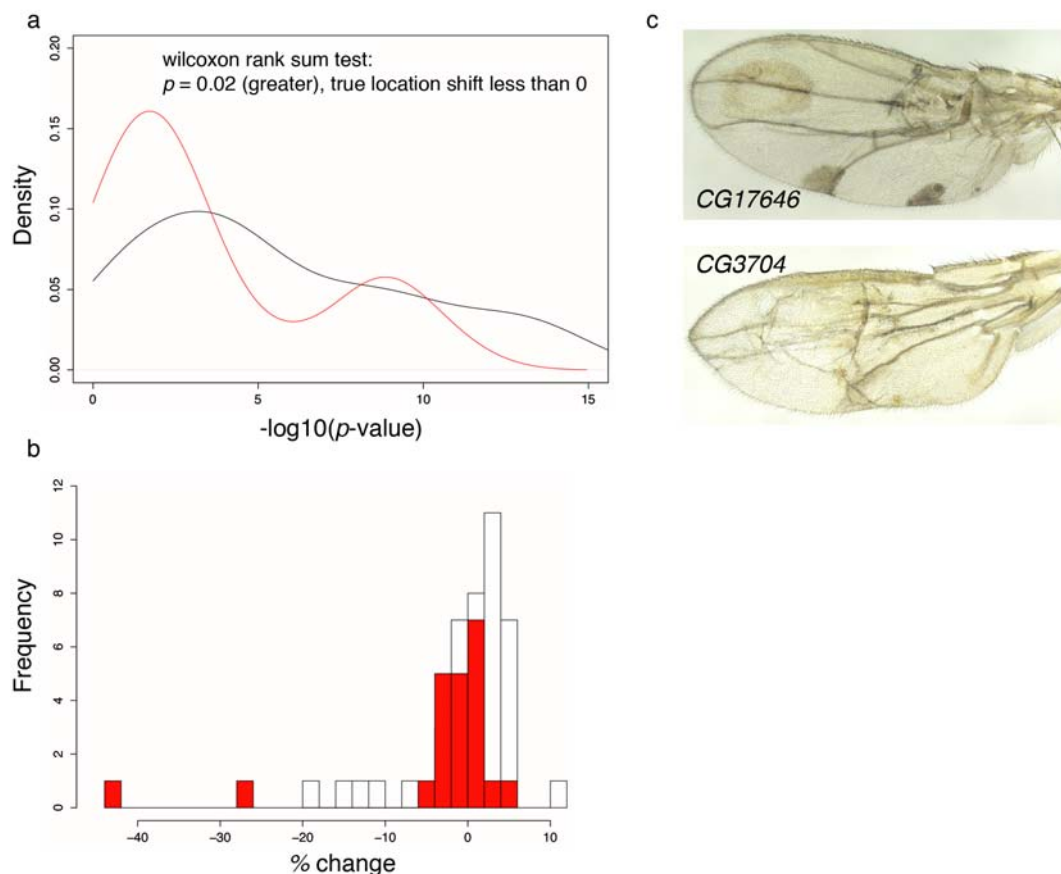 a
wilcoxon rank sum test:
p = 0.02 (greater), true location shift less than 0
Density
0.00
0.05
0.10
0.15
0.20
0
5
10
15
-log10(p-value)
b
Frequency
0
2
4
6
8
10
12
−40
−30
−20
−10
0
10
% change
c
CG17646
CG3704